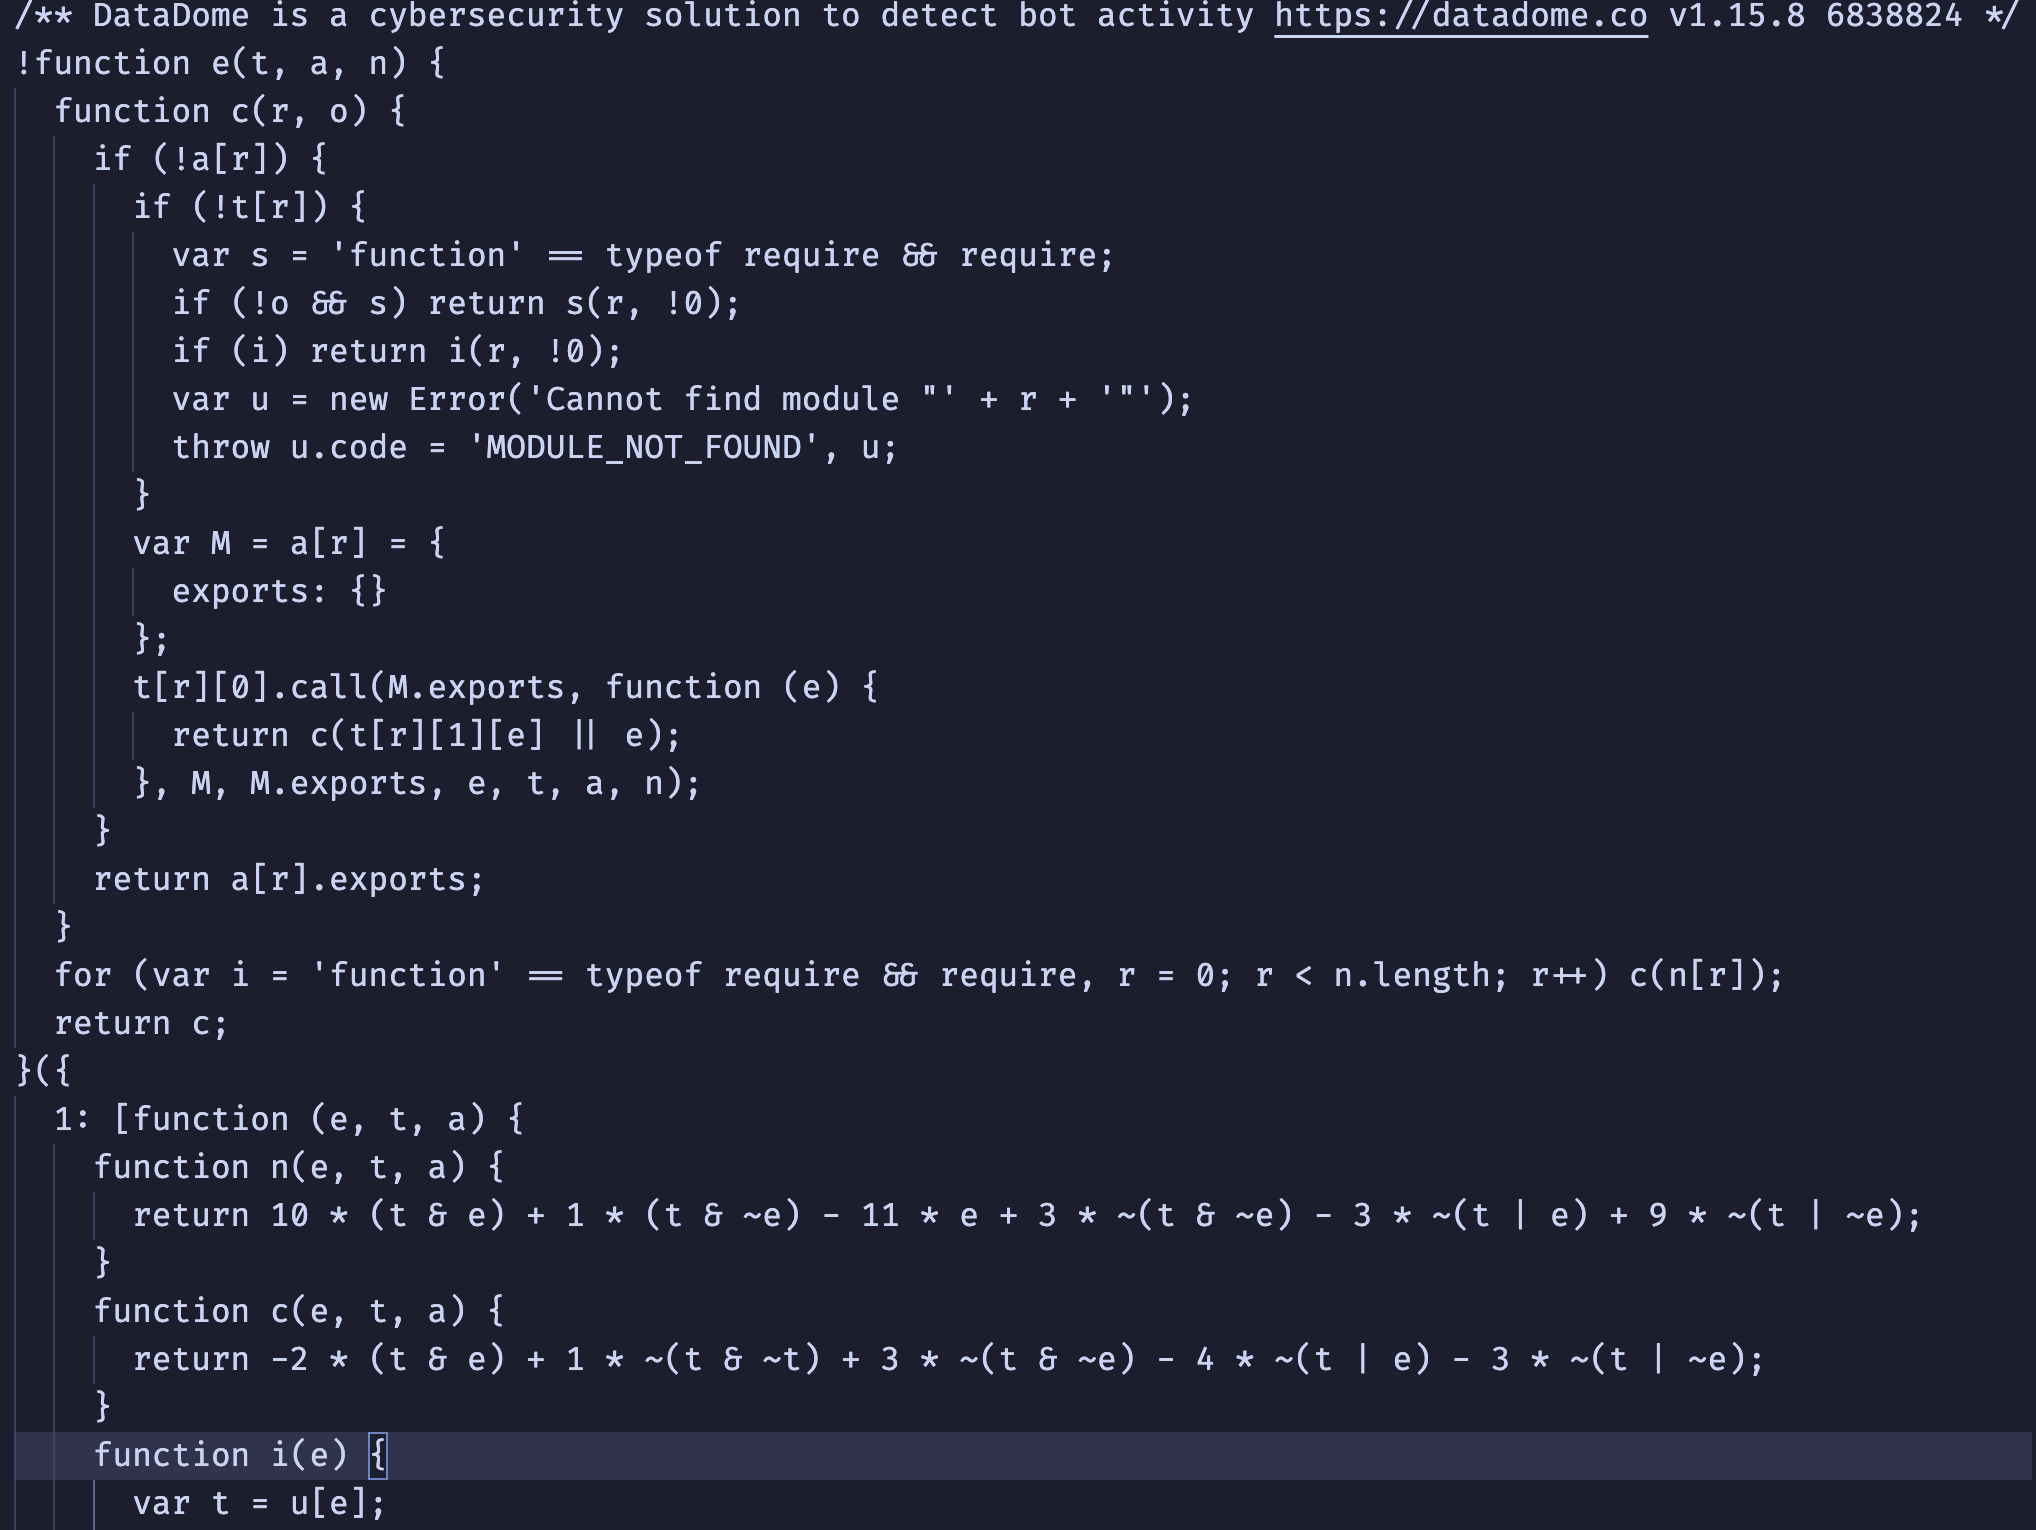 /** DataDome is a cybersecurity solution to detect bot activity https://datadome.co v1.15.8 6838824 */
!function e(t, a, n) {
  function c(r, o) {
    if (!a[r]) {
      if (!t[r]) {
        var s = 'function' == typeof require && require;
        if (!o && s) return s(r, !0);
        if (i) return i(r, !0);
        var u = new Error('Cannot find module "' + r + '"');
        throw u.code = 'MODULE_NOT_FOUND', u;
      }
      var M = a[r] = {
        exports: {}
      };
      t[r][0].call(M.exports, function (e) {
        return c(t[r][1][e] || e);
      }, M, M.exports, e, t, a, n);
    }
    return a[r].exports;
  }
  for (var i = 'function' == typeof require && require, r = 0; r < n.length; r++) c(n[r]);
  return c;
}({
  1: [function (e, t, a) {
    function n(e, t, a) {
      return 10 * (t & e) + 1 * (t & ~e) - 11 * e + 3 * ~(t & ~e) - 3 * ~(t | e) + 9 * ~(t | ~e);
    }
    function c(e, t, a) {
      return -2 * (t & e) + 1 * ~(t & ~t) + 3 * ~(t & ~e) - 4 * ~(t | e) - 3 * ~(t | ~e);
    }
    function i(e) {
      var t = u[e];